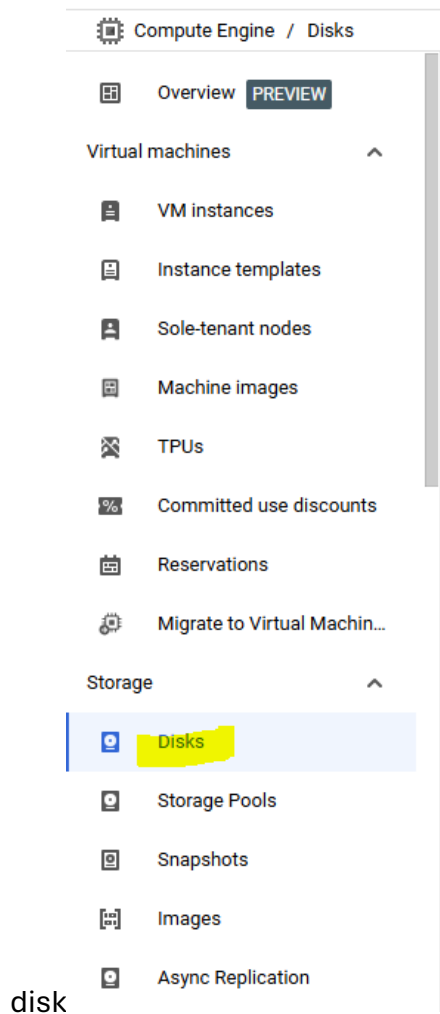 Compute Engine / Disks
Overview PREVIEW
Virtual machines
VM instances
Instance templates
Sole-tenant nodes
Machine images
TPUs
Committed use discounts
Reservations
Migrate to Virtual Machin...
Storage
Disks
Storage Pools
Snapshots
Images
Async Replication
disk